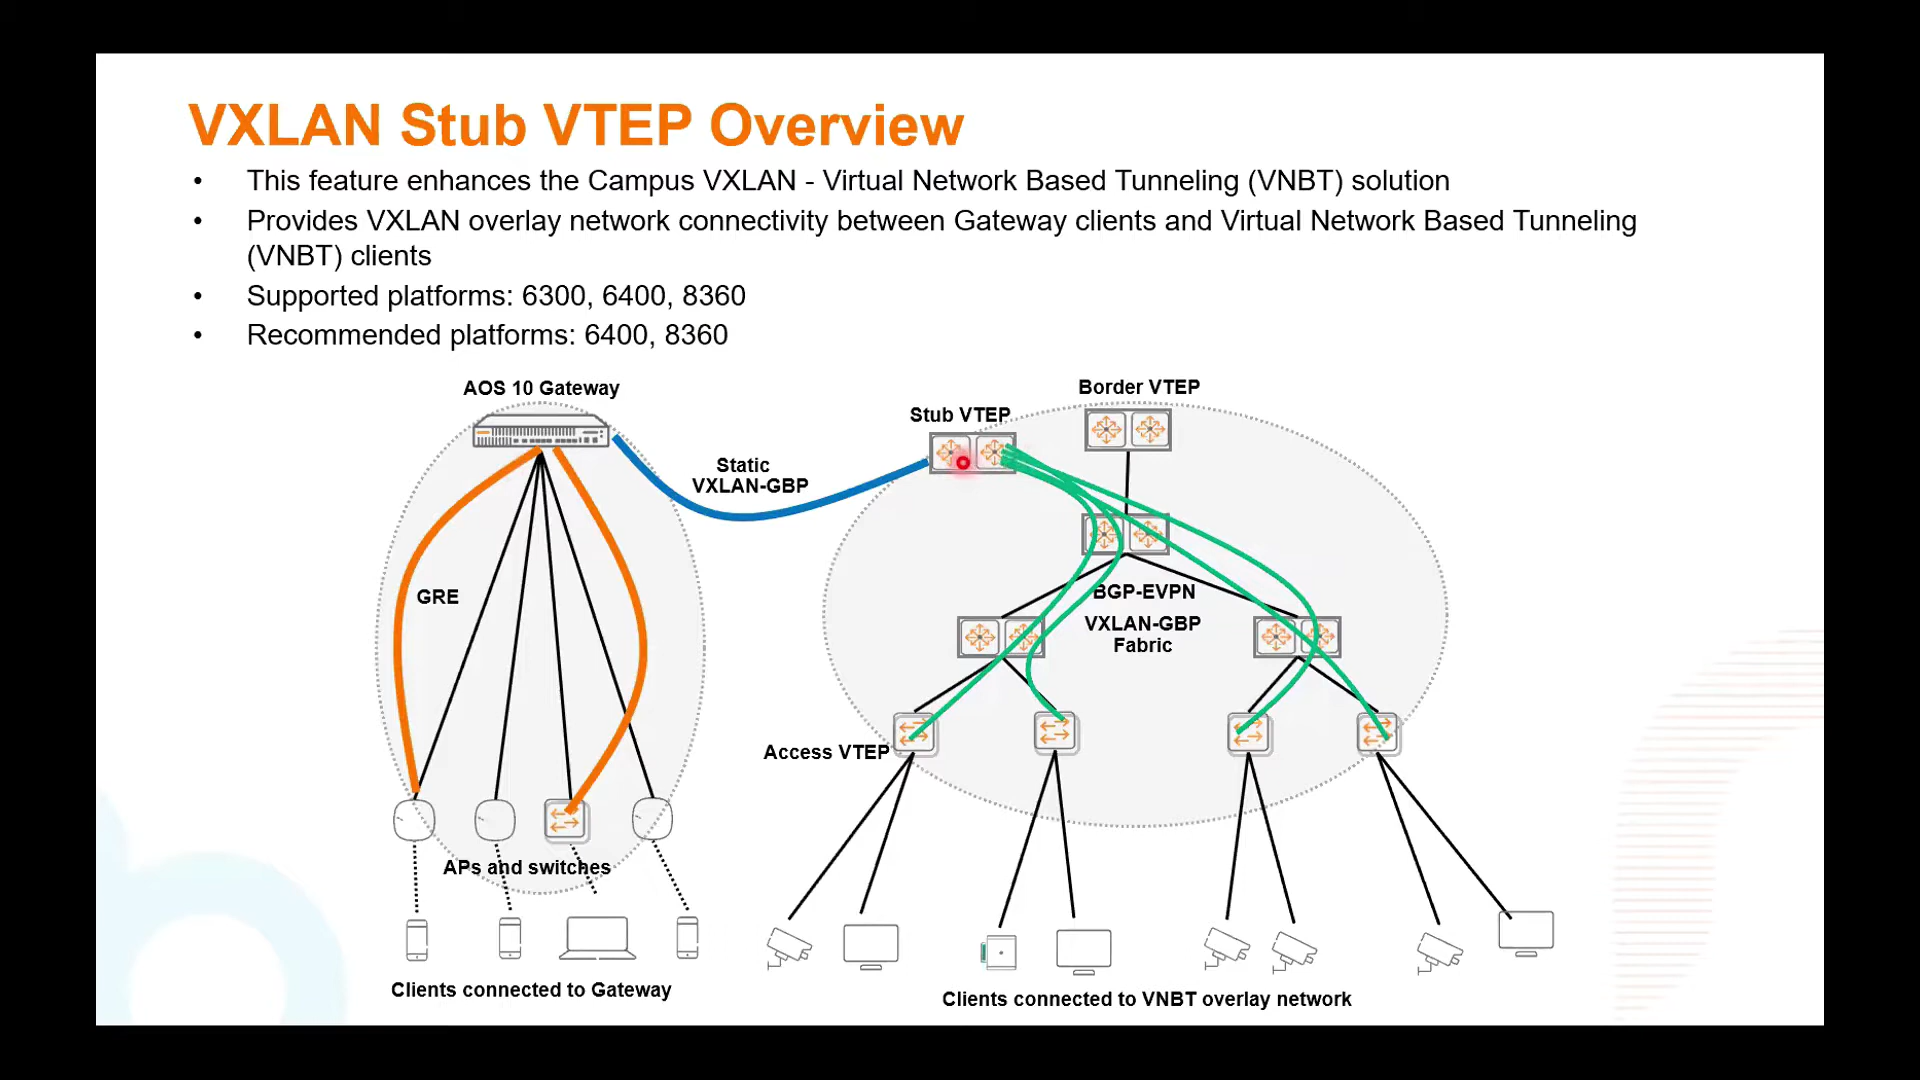 VXLAN Stub VTEP Overview
• This feature enhances the Campus VXLAN - Virtual Network Based Tunneling (VNBT) solution
• Provides VXLAN overlay network connectivity between Gateway clients and Virtual Network Based Tunneling
(VNBT) clients
• Supported platforms: 6300, 6400, 8360
• Recommended platforms: 6400, 8360
AOS 10 Gateway
Border VTEP
Stub VTEP
Static
VXLAN-GBP
GRE
BGP-EVPN
VXLAN-GBP
Fabric
Access VTEP
APs and switches
Clients connected to Gateway
Clients connected to VNBT overlay network